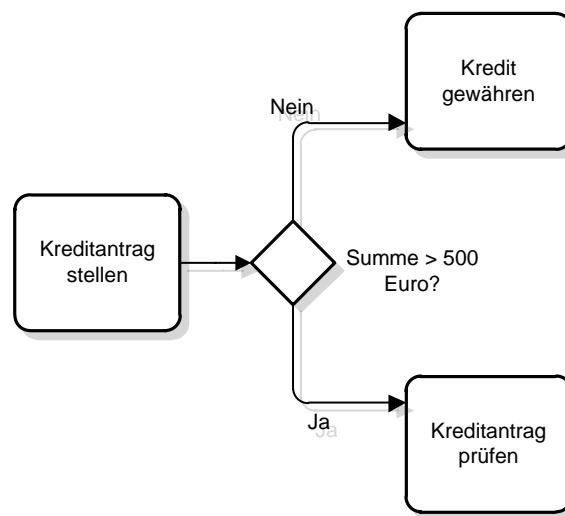 Kredit
gewähren
Nein
Kreditantrag
stellen
Summe > 500
Euro?
Ja
Kreditantrag
prüfen